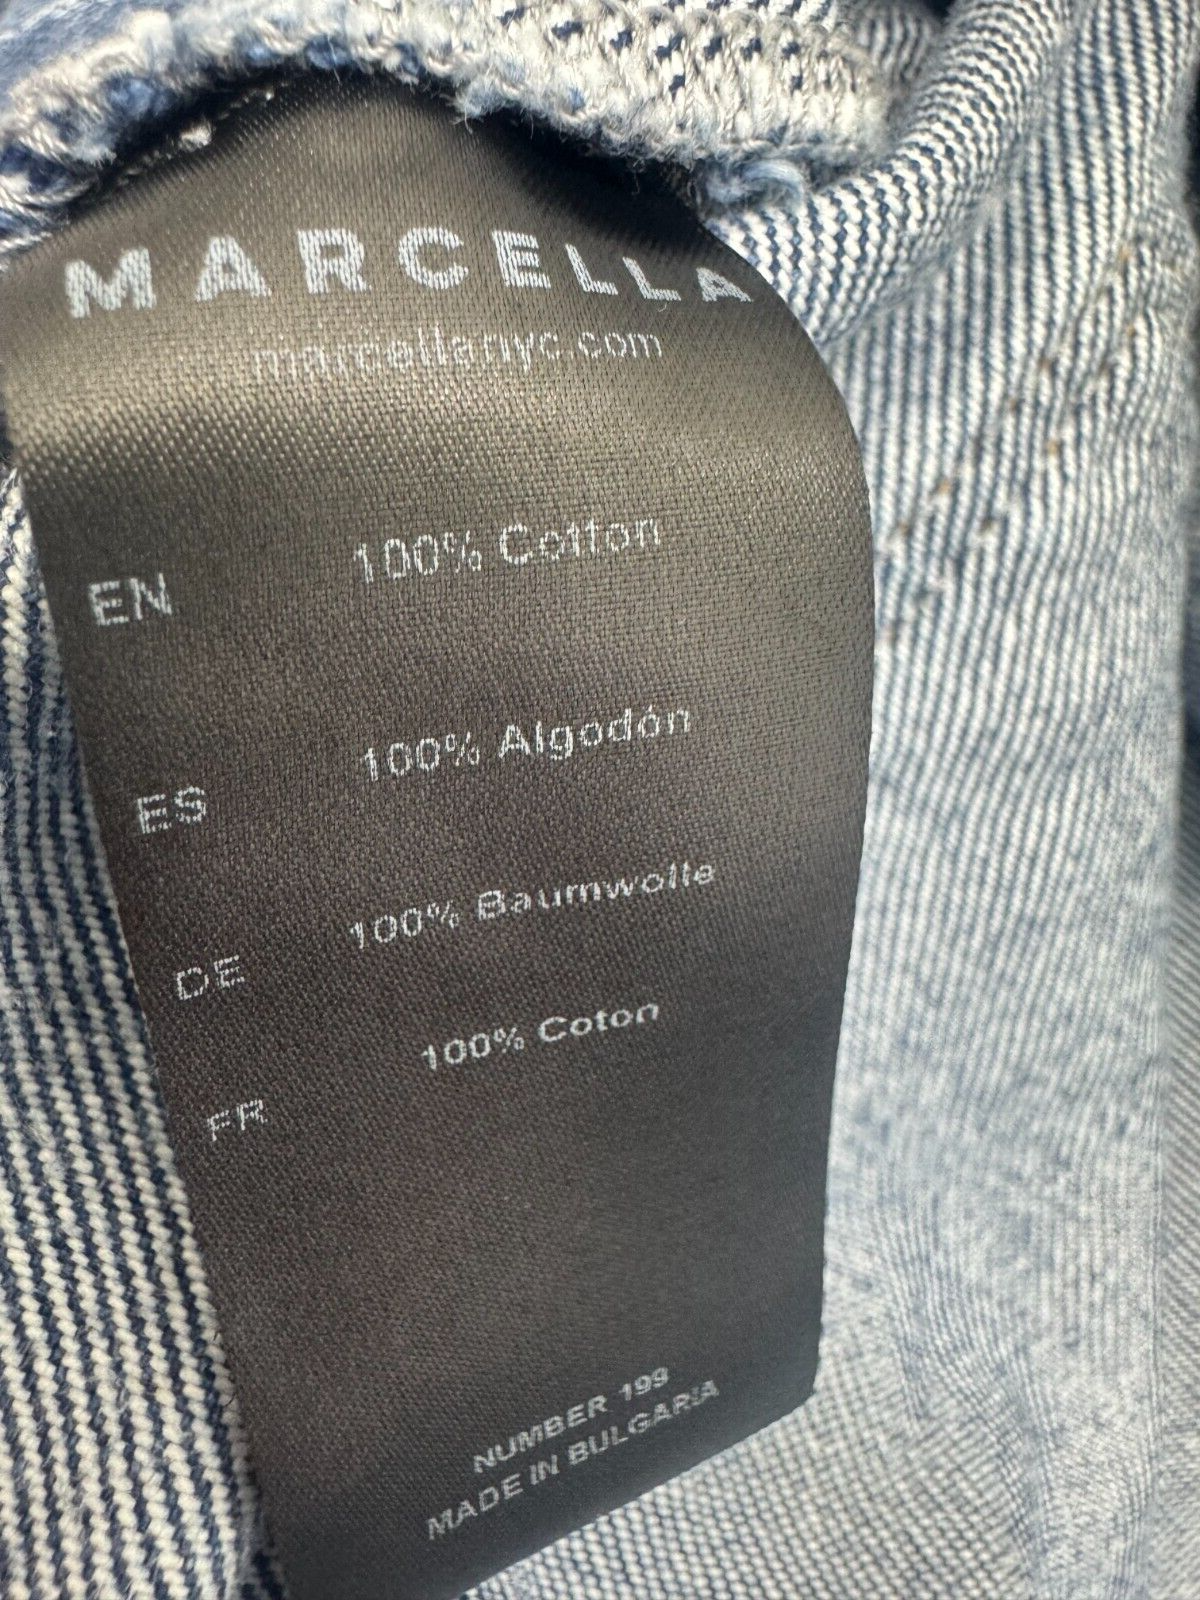 MARCELLA
marcellanyc.com
EN 100% Cotton
ES 100% Algodón
DE 100% Baumwolle
FR 100% Coton
NUMBER 199
MADE IN BULGARIA